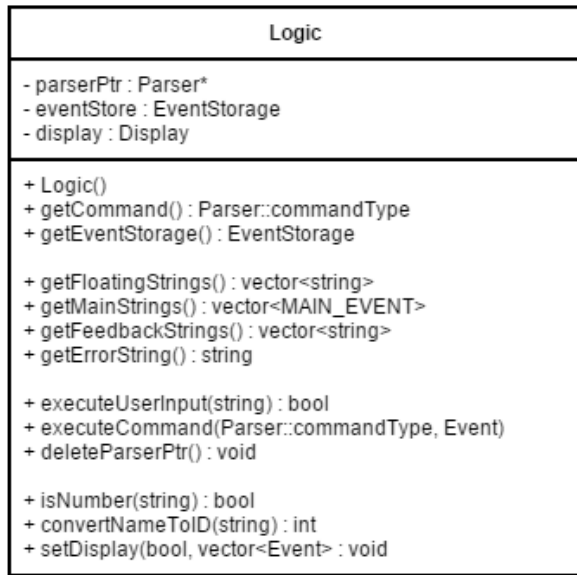 Logic
- parserPtr : Parser*
- eventStore : EventStorage
- display : Display
+ Logic()
+ getCommand() : Parser::commandType
+ getEventStorage() : EventStorage
+ getFloatingStrings() : vector<string>
+ getMainStrings() : vector<MAIN_EVENT>
+ getFeedbackStrings() : vector<string>
+ getErrorString() : string
+ executeUserInput(string) : bool
+ executeCommand(Parser::commandType, Event)
+ deleteParserPtr() : void
+ isNumber(string) : bool
+ convertNameToID(string) : int
+ setDisplay(bool, vector<Event> : void